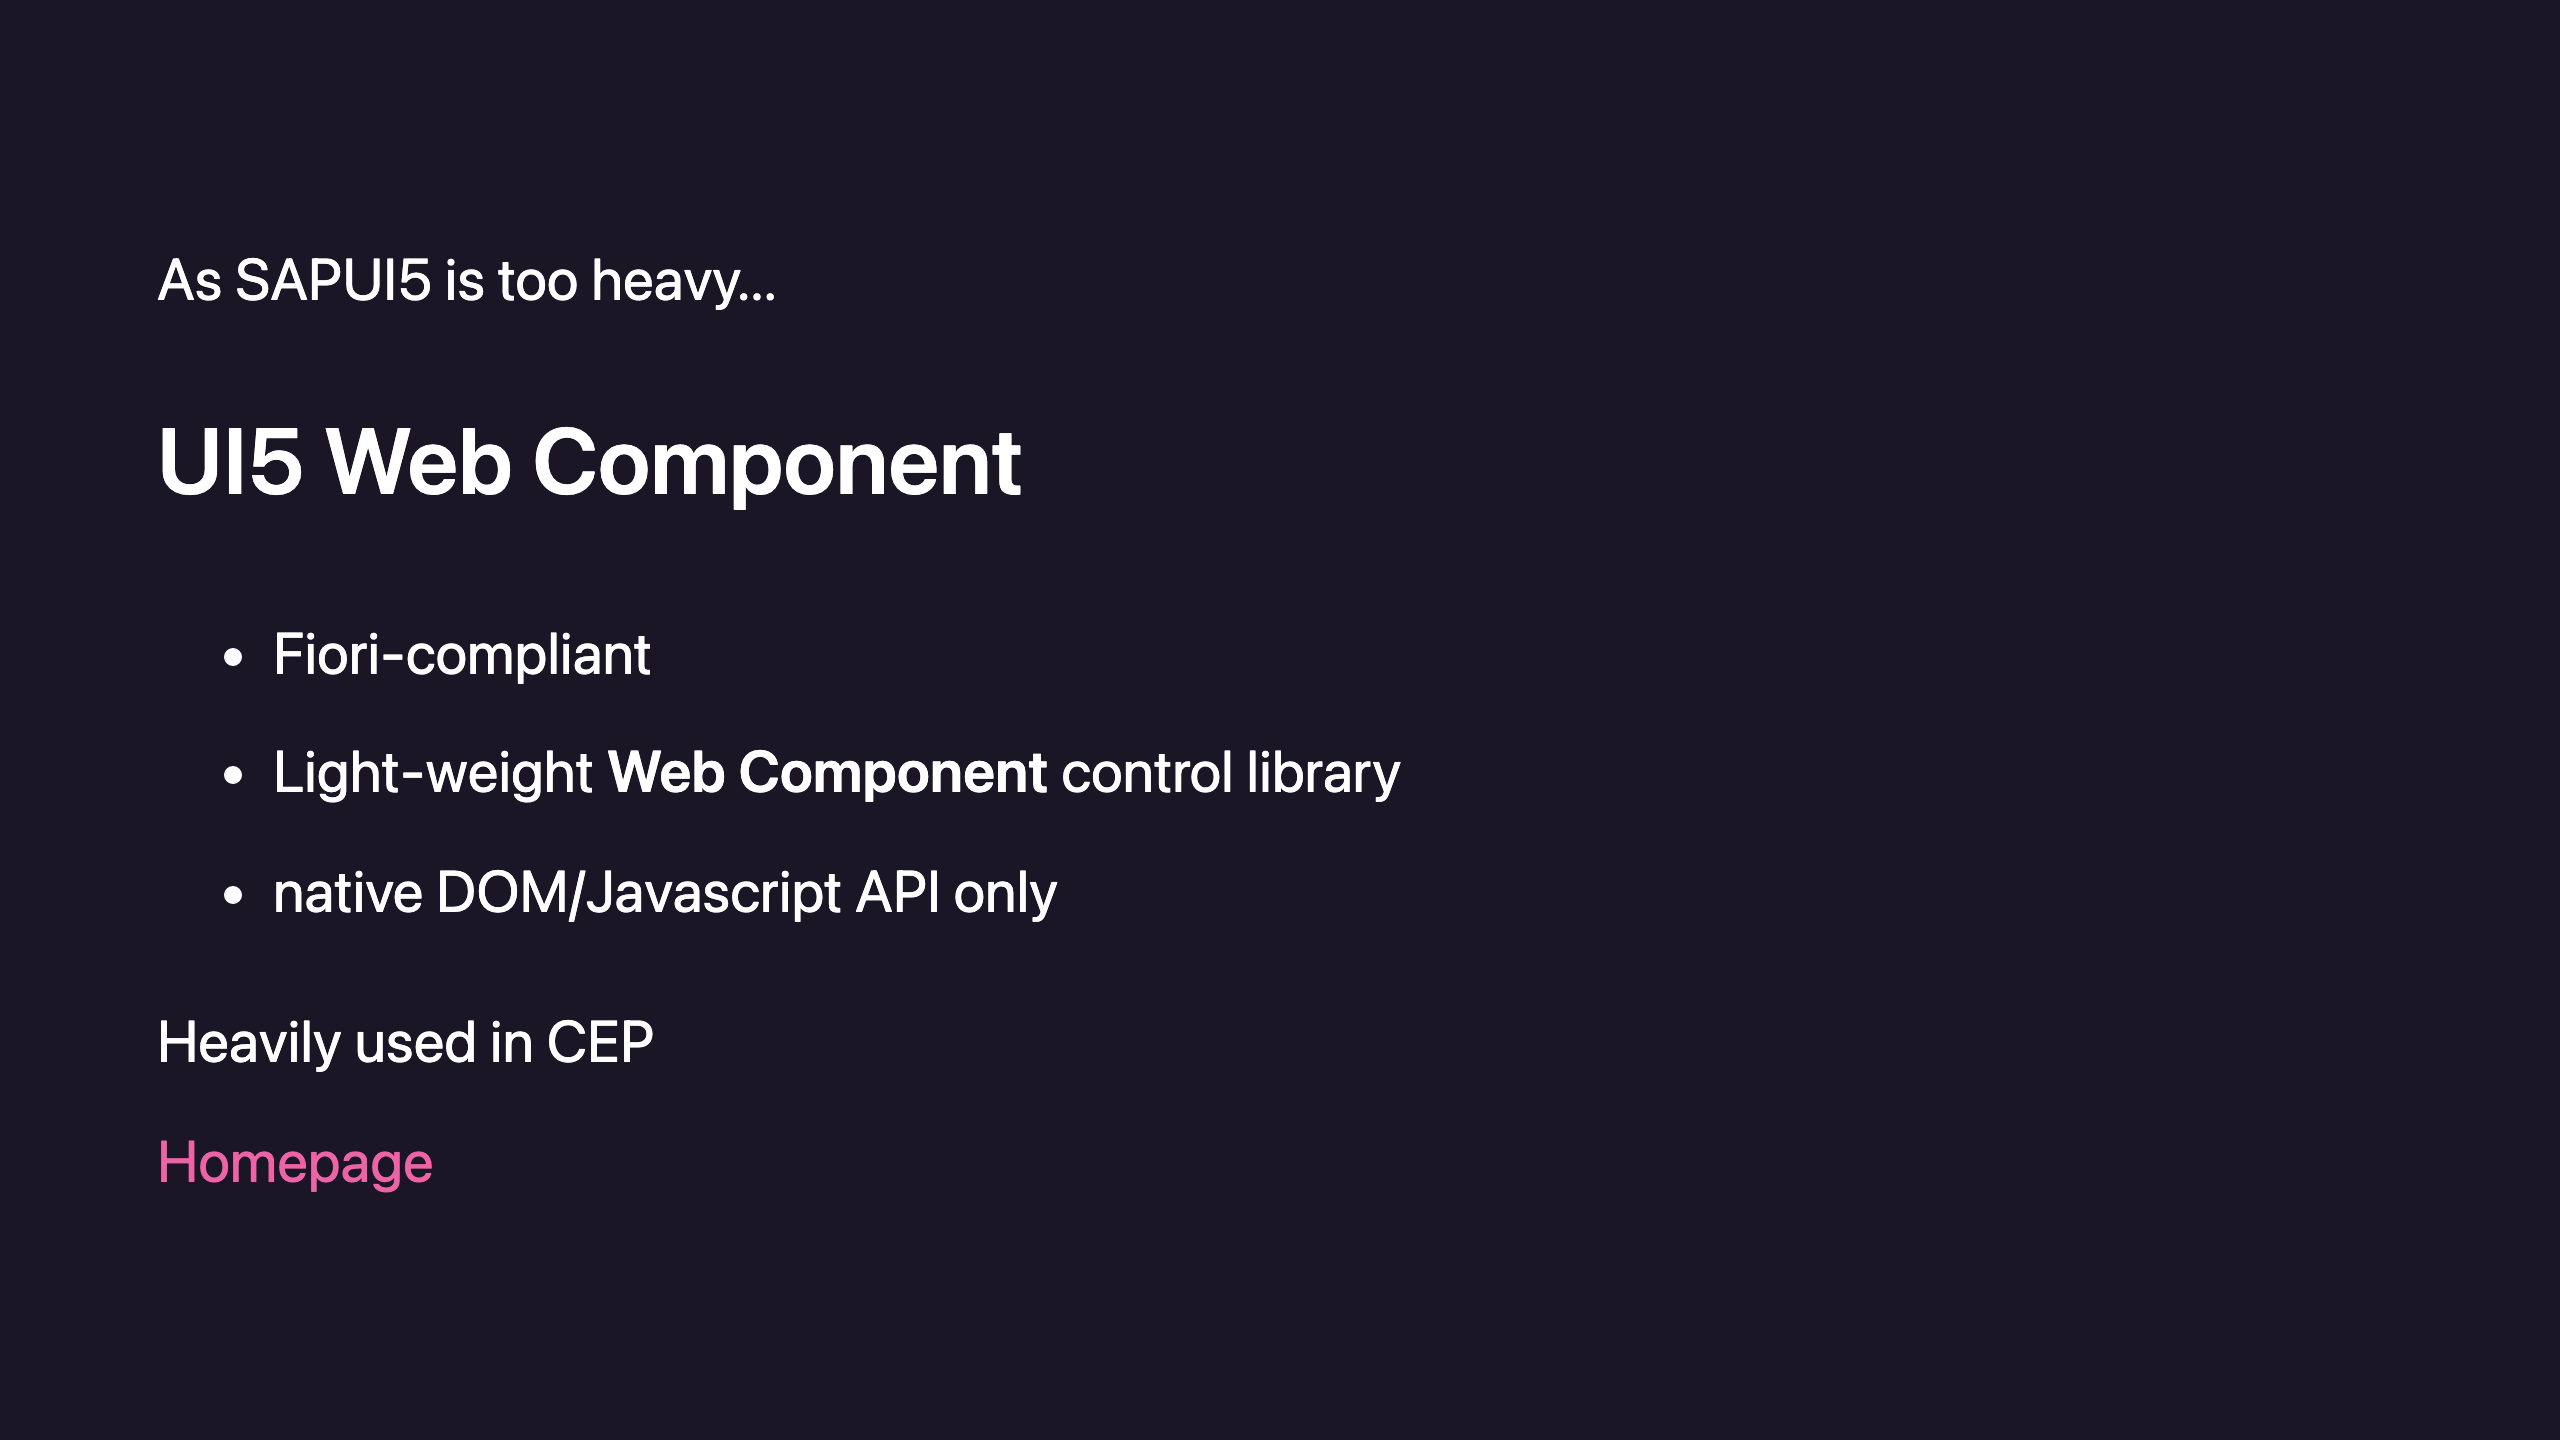 As SAPUI5 is too heavy...
UI5 Web Component
• Fiori-compliant
• Light-weight Web Component control library
• native DOM/Javascript API only
Heavily used in CEP
Homepage